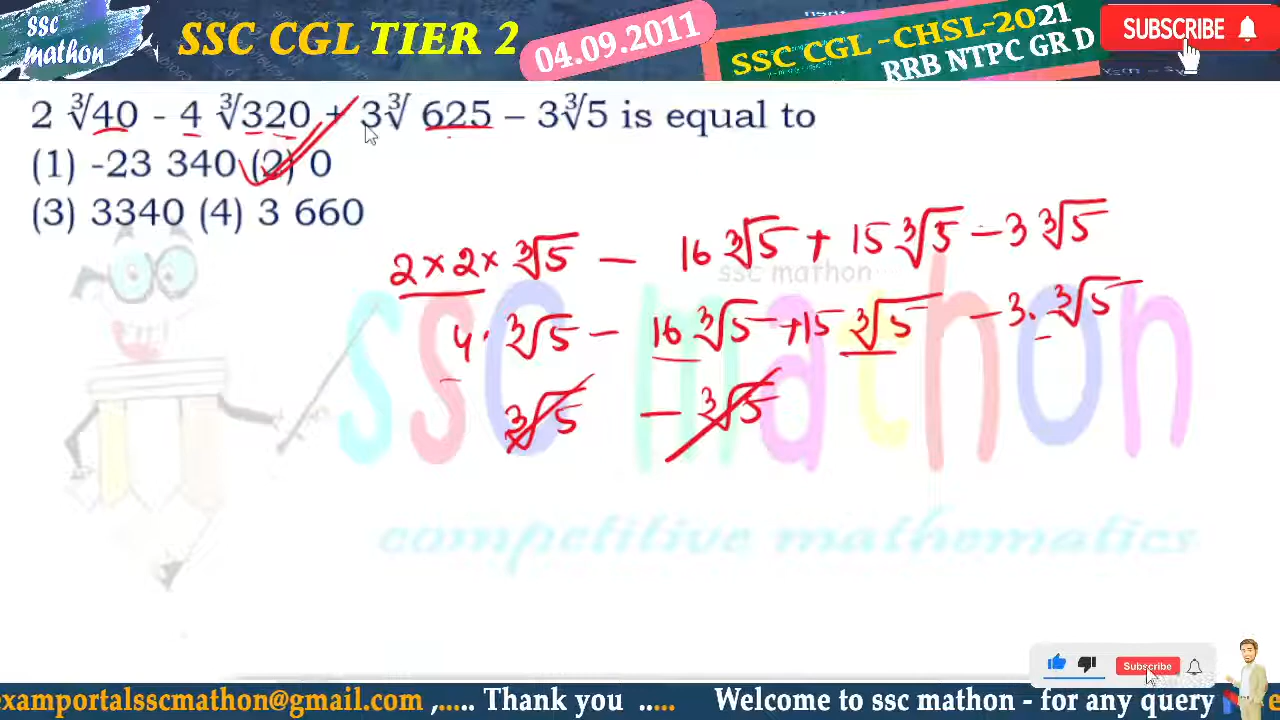 ssc mathon
SSC CGL TIER 2
04.09.2011
SSC CGL -CHSL-2021
RRB NTPC GR D
SUBSCRIBE
2 ∛40 - 4 ∛320 + 3∛ 625 – 3∛5 is equal to
(1) -23 340 (2) 0
(3) 3340 (4) 3 660
2 × 2 × ∛5 – 16 ∛5 + 15 ∛5 – 3 ∛5
ssc mathon
4 · ∛5 – 16 ∛5 + 15 ∛5 – 3 · ∛5
∛5 – ∛5
ssc mathon
competitive mathematics
Subscribe
examportalsscmathon@gmail.com ,..... Thank you ..... Welcome to ssc mathon - for any query